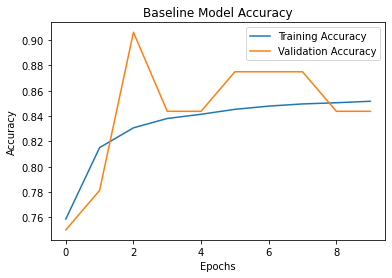 Baseline Model Accuracy
Training Accuracy
Validation Accuracy
0.90
0.88
0.86
0.84
0.82
0.80
0.78
0.76
Accuracy
0 2 4 6 8
Epochs